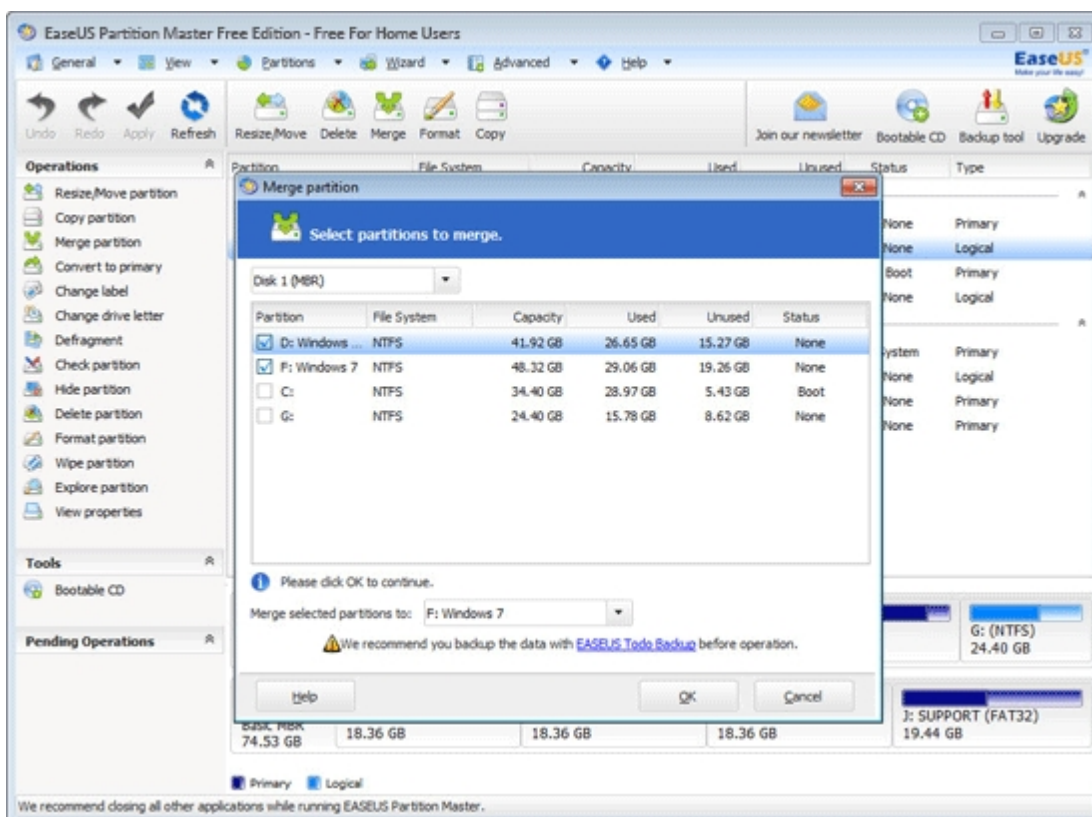 EaseUS Partition Master Free Edition - Free For Home Users
General View Partitions Wizard Advanced Help
EaseUS
Make your life easy!
Undo Redo Apply Refresh Resize/Move Delete Merge Format Copy Join our newsletter Bootable CD Backup tool Upgrade
Operations
Resize/Move partition
Copy partition
Merge partition
Convert to primary
Change label
Change drive letter
Defragment
Check partition
Hide partition
Delete partition
Format partition
Wipe partition
Explore partition
View properties
Tools
Bootable CD
Pending Operations
Partition File System Capacity Used Unused Status Type
None Primary
None Logical
Boot Primary
None Logical
System Primary
None Logical
None Primary
None Primary
Merge partition
Select partitions to merge.
Disk 1 (MBR)
Partition File System Capacity Used Unused Status
D: Windows ... NTFS 41.92 GB 26.65 GB 15.27 GB None
F: Windows 7 NTFS 48.32 GB 29.06 GB 19.26 GB None
C: NTFS 34.40 GB 28.97 GB 5.43 GB Boot
G: NTFS 24.40 GB 15.78 GB 8.62 GB None
Please click OK to continue.
Merge selected partitions to: F: Windows 7
We recommend you backup the data with EASEUS Todo Backup before operation.
Help OK Cancel
G: (NTFS)
24.40 GB
Basic MBR
74.53 GB
18.36 GB
18.36 GB
18.36 GB
J: SUPPORT (FAT32)
19.44 GB
Primary Logical
We recommend closing all other applications while running EASEUS Partition Master.